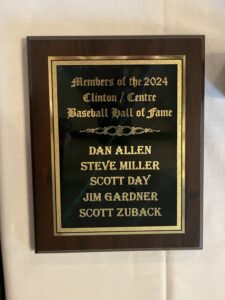 Members of the 2024
Clinton / Centre
Baseball Hall of Fame
DAN ALLEN
STEVE MILLER
SCOTT DAY
JIM GARDNER
SCOTT ZUBACK